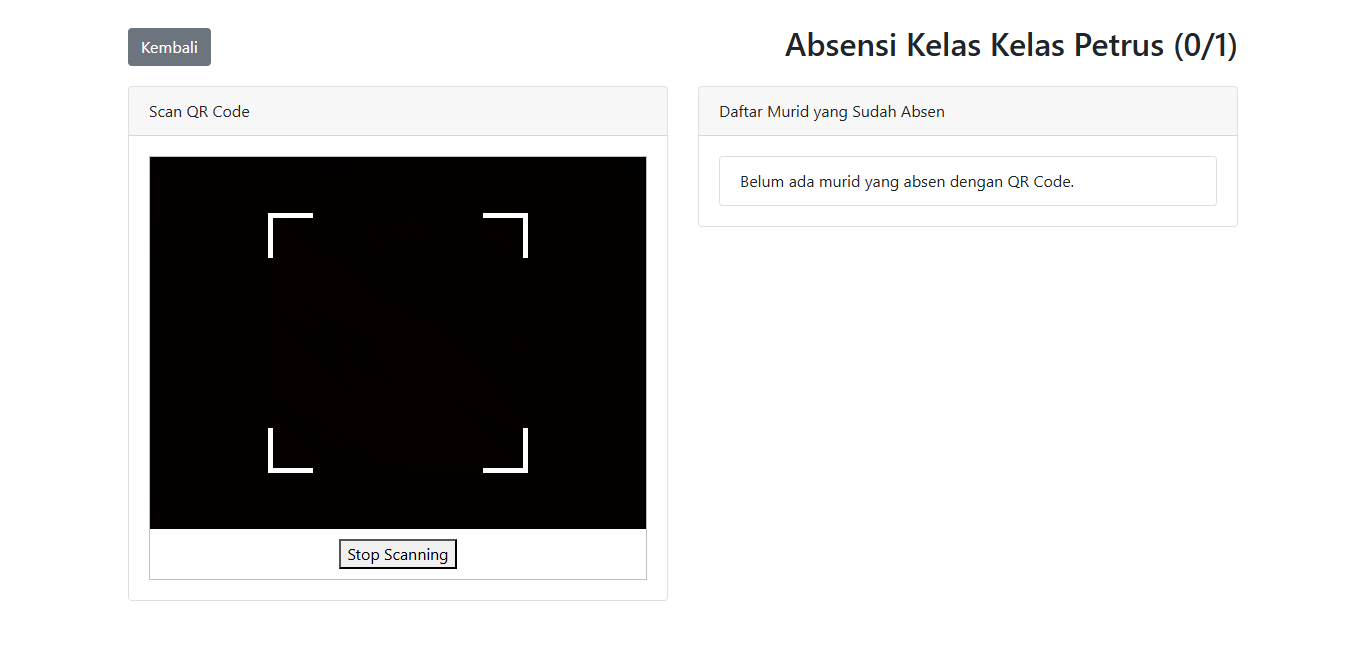 Kembali
Absensi Kelas Kelas Petrus (0/1)
Scan QR Code
Stop Scanning
Daftar Murid yang Sudah Absen
Belum ada murid yang absen dengan QR Code.